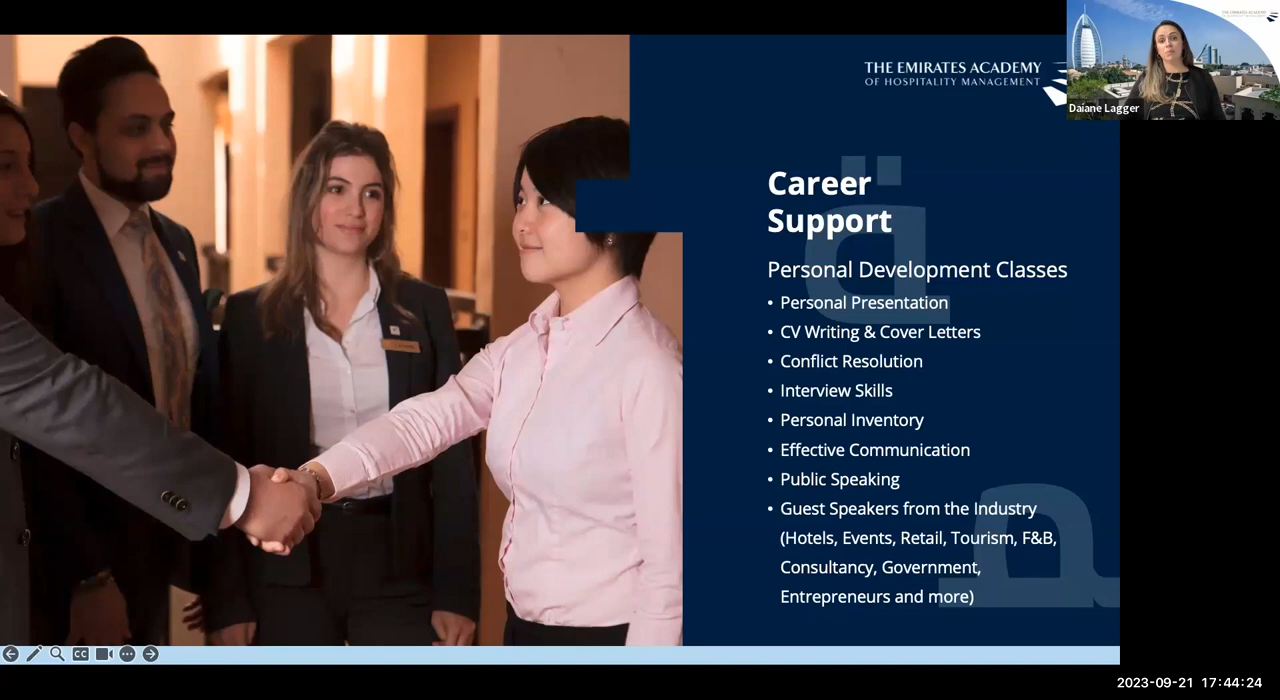 THE EMIRATES ACADEMY
OF HOSPITALITY MANAGEMENT
Daiane Lagger
Career
Support
Personal Development Classes
• Personal Presentation
• CV Writing & Cover Letters
• Conflict Resolution
• Interview Skills
• Personal Inventory
• Effective Communication
• Public Speaking
• Guest Speakers from the Industry
(Hotels, Events, Retail, Tourism, F&B,
Consultancy, Government,
Entrepreneurs and more)
CC
2023-09-21 17:44:24